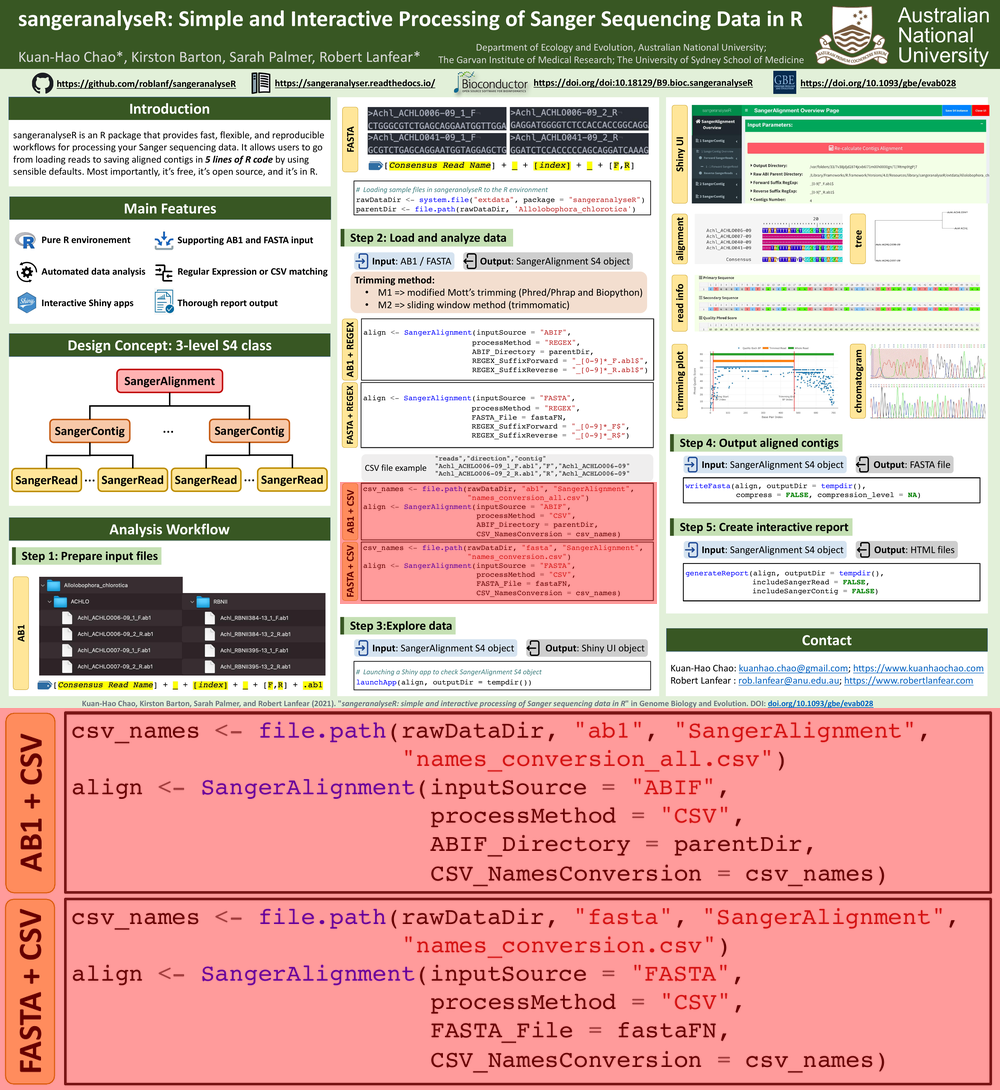 sangeranalyseR: Simple and Interactive Processing of Sanger Sequencing Data in R
Kuan-Hao Chao*, Kirston Barton, Sarah Palmer, Robert Lanfear*
Department of Ecology and Evolution, Australian National University;
The Garvan Institute of Medical Research; The University of Sydney School of Medicine
Australian
National
University
https://github.com/roblanf/sangeranalyseR
https://sangeranalyser.readthedocs.io/
Bioconductor
https://doi.org/doi:10.18129/B9.bioc.sangeranalyseR
GBE
https://doi.org/10.1093/gbe/evab028
Introduction
sangeranalyseR is an R package that provides fast, flexible, and reproducible
workflows for processing your Sanger sequencing data. It allows users to go
from loading reads to saving aligned contigs in 5 lines of R code by using
sensible defaults. Most importantly, it's free, it's open source, and it's in R.
Main Features
Pure R environement
Supporting AB1 and FASTA input
Automated data analysis
Regular Expression or CSV matching
Interactive Shiny apps
Thorough report output
Design Concept: 3-level S4 class
SangerAlignment
SangerContig ... SangerContig
SangerRead ... SangerRead SangerRead ... SangerRead
Analysis Workflow
Step 1: Prepare input files
AB1
Allolobophora_chlorotica
ACHLO
RBNII
Achl_ACHLO006-09_1_F.ab1
Achl_RBNII384-13_1_F.ab1
Achl_ACHLO006-09_2_R.ab1
Achl_RBNII384-13_2_R.ab1
Achl_ACHLO007-09_1_F.ab1
Achl_RBNII395-13_1_F.ab1
Achl_ACHLO007-09_2_R.ab1
Achl_RBNII395-13_2_R.ab1
[Consensus Read Name] + _ + [index] + _ + [F,R] + .ab1
FASTA
>Achl_ACHLO006-09_1_F
CTGGGCGTCTGAGCAGGAATGGTTGGA
>Achl_ACHLO006-09_2_R
GAGGATGGGGTCTCCACCACCGGCAGG
>Achl_ACHLO041-09_1_F
GCGTCTGAGCAGGAATGGTAGGAGCTG
>Achl_ACHLO041-09_2_R
GGATCTCCACCCCCAGCAGGATCAAAG
[Consensus Read Name] + _ + [index] + _ + [F,R]
# Loading sample files in sangeranalyseR to the R environment
rawDataDir <- system.file("extdata", package = "sangeranalyseR")
parentDir <- file.path(rawDataDir, 'Allolobophora_chlorotica')
Step 2: Load and analyze data
Input: AB1 / FASTA
Output: SangerAlignment S4 object
Trimming method:
• M1 => modified Mott's trimming (Phred/Phrap and Biopython)
• M2 => sliding window method (trimmomatic)
AB1 + REGEX
align <- SangerAlignment(inputSource = "ABIF",
processMethod = "REGEX",
ABIF_Directory = parentDir,
REGEX_SuffixForward = "_[0-9]*_F.ab1$",
REGEX_SuffixReverse = "_[0-9]*_R.ab1$")
FASTA + REGEX
align <- SangerAlignment(inputSource = "FASTA",
processMethod = "REGEX",
FASTA_File = fastaFN,
REGEX_SuffixForward = "_[0-9]*_F$",
REGEX_SuffixReverse = "_[0-9]*_R$")
CSV file example
"reads","direction","contig"
"Achl_ACHLO006-09_1_F","F","Achl_ACHLO006-09"
"Achl_ACHLO006-09_2_R","R","Achl_ACHLO006-09"
AB1 + CSV
csv_names <- file.path(rawDataDir, "ab1", "SangerAlignment",
"names_conversion_all.csv")
align <- SangerAlignment(inputSource = "ABIF",
processMethod = "CSV",
ABIF_Directory = parentDir,
CSV_NamesConversion = csv_names)
FASTA + CSV
csv_names <- file.path(rawDataDir, "fasta", "SangerAlignment",
"names_conversion.csv")
align <- SangerAlignment(inputSource = "FASTA",
processMethod = "CSV",
FASTA_File = fastaFN,
CSV_NamesConversion = csv_names)
Step 3:Explore data
Input: SangerAlignment S4 object
Output: Shiny UI object
# Launching a Shiny app to check SangerAlignment S4 object
launchApp(align, outputDir = tempdir())
Shiny UI
SangerAlignment Overview Page
SangerAlignment
Overview
Input Parameters:
Re-calculate Contigs Alignment
Output Directory:
Raw ABI Parent Directory:
Forward Suffix RegExp:
Reverse Suffix RegExp:
Contigs Number:
alignment
20
Achl_ACHLO006-09
Achl_ACHLO007-09
Achl_ACHLO040-09
Achl_ACHLO041-09
Consensus
tree
read info
Primary Sequence
Secondary Sequence
Quality Phred Score
trimming plot
chromatogram
Step 4: Output aligned contigs
Input: SangerAlignment S4 object
Output: FASTA file
writeFasta(align, outputDir = tempdir(),
compress = FALSE, compression_level = NA)
Step 5: Create interactive report
Input: SangerAlignment S4 object
Output: HTML files
generateReport(align, outputDir = tempdir(),
includeSangerRead = FALSE,
includeSangerContig = FALSE)
Contact
Kuan-Hao Chao: kuanhao.chao@gmail.com; https://www.kuanhaochao.com
Robert Lanfear : rob.lanfear@anu.edu.au; https://www.robertlanfear.com
Kuan-Hao Chao, Kirston Barton, Sarah Palmer, and Robert Lanfear (2021). "sangeranalyseR: simple and interactive processing of Sanger sequencing data in R" in Genome Biology and Evolution. DOI: doi.org/10.1093/gbe/evab028
AB1 + CSV
csv_names <- file.path(rawDataDir, "ab1", "SangerAlignment",
"names_conversion_all.csv")
align <- SangerAlignment(inputSource = "ABIF",
processMethod = "CSV",
ABIF_Directory = parentDir,
CSV_NamesConversion = csv_names)
FASTA + CSV
csv_names <- file.path(rawDataDir, "fasta", "SangerAlignment",
"names_conversion.csv")
align <- SangerAlignment(inputSource = "FASTA",
processMethod = "CSV",
FASTA_File = fastaFN,
CSV_NamesConversion = csv_names)